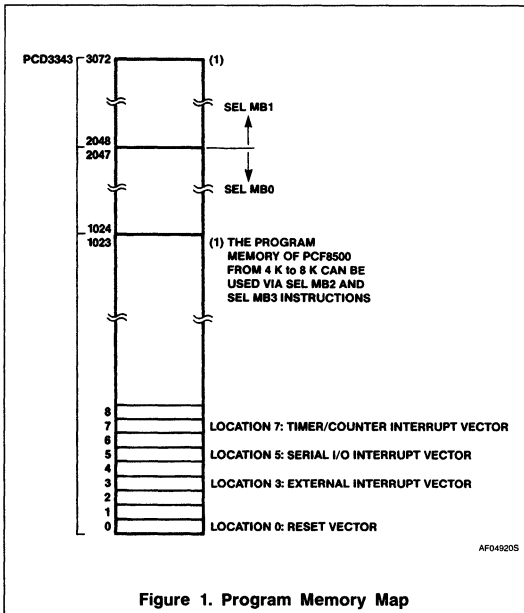 PCD3343 3072 (1)
SEL MB1
2048
2047
SEL MB0
1024
1023
(1) THE PROGRAM
MEMORY OF PCF8500
FROM 4 K to 8 K CAN BE
USED VIA SEL MB2 AND
SEL MB3 INSTRUCTIONS
8
7 LOCATION 7: TIMER/COUNTER INTERRUPT VECTOR
6
5 LOCATION 5: SERIAL I/O INTERRUPT VECTOR
4
3 LOCATION 3: EXTERNAL INTERRUPT VECTOR
2
1
0 LOCATION 0: RESET VECTOR
AF04920S
Figure 1. Program Memory Map